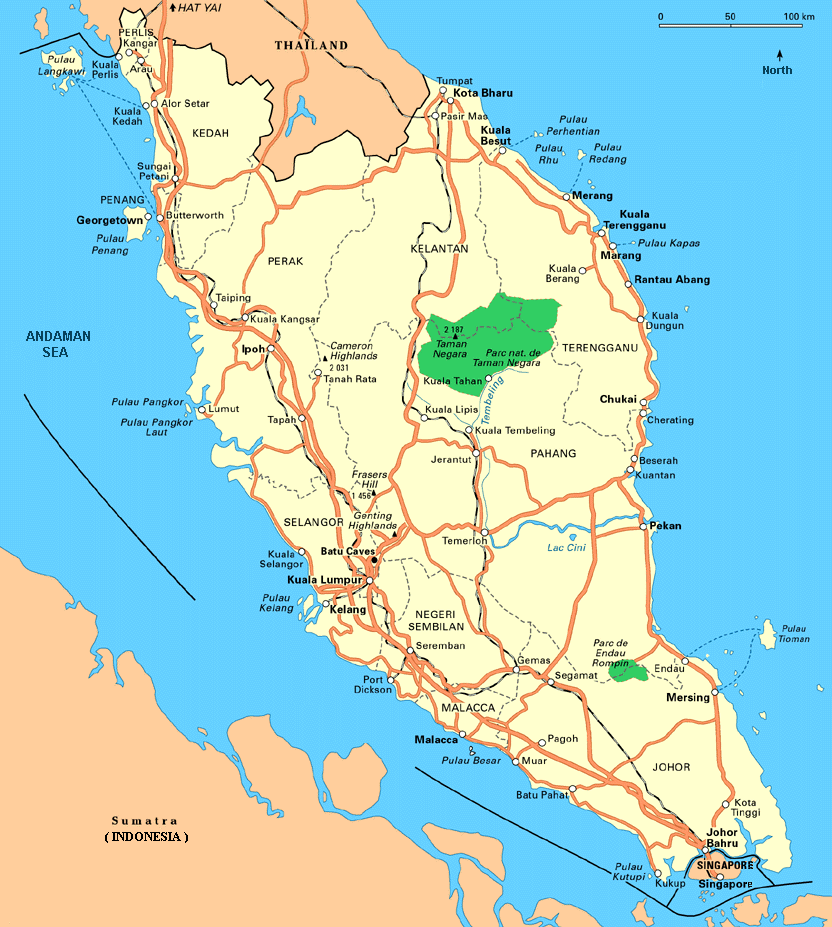 HAT YAI
0 50 100 km
North
THAÏLAND
PERLIS
Kangar
Arau
Kuala
Perlis
Pulau
Langkawi
Tumpat
Kota Bharu
Pasir Mas
Alor Setar
Kuala
Kedah
KEDAH
Kuala
Besut
Pulau
Perhentian
Pulau
Rhu
Pulau
Redang
Sungai
Petani
Merang
PENANG
Georgetown
Butterworth
Pulau
Penang
Kuala
Terengganu
Marang
Pulau Kapas
KELANTAN
PERAK
Kuala
Berang
Rantau Abang
Taiping
Kuala Kangsar
Kuala
Dungun
ANDAMAN
SEA
Ipoh
Cameron
Highlands
2 031
Tanah Rata
2 187
Taman
Negara
Parc nat. de
Taman Negara
TERENGGANU
Kuala Tahan
Tembeling
Pulau Pangkor
Lumut
Pulau Pangkor
Laut
Tapah
Kuala Lipis
Kuala Tembeling
Chukai
Cherating
Jerantut
PAHANG
Beserah
Kuantan
Frasers
Hill
1 456
Genting
Highlands
SELANGOR
Pekan
Temerloh
Lac Cini
Batu Caves
Kuala
Selangor
Kuala Lumpur
Pulau
Kelang
Kelang
NEGERI
SEMBILAN
Seremban
Pulau
Tioman
Parc de
Endau
Rompin
Endau
Gemas
Segamat
Port
Dickson
Mersing
MALACCA
Malacca
Pagoh
Pulau Besar
Muar
JOHOR
Batu Pahat
Kota
Tinggi
Sumatra
( INDONESIA )
Johor
Bahru
SINGAPORE
Singapore
Pulau
Kutupi
Kukup